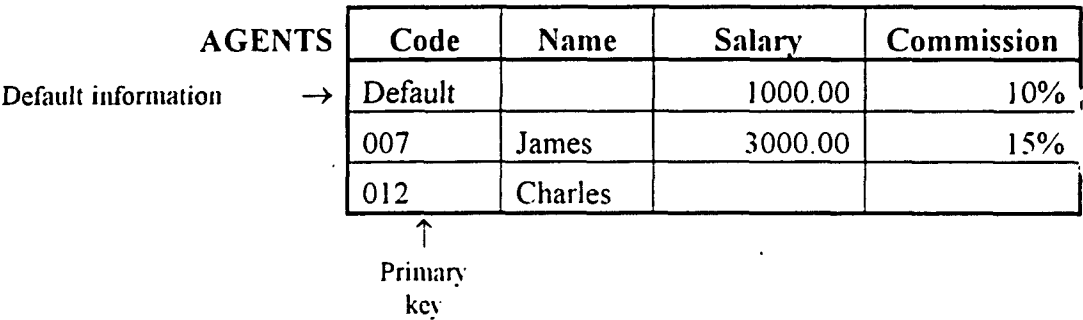 AGENTS Code Name Salary Commission
Default information → Default 1000.00 10%
007 James 3000.00 15%
012 Charles
↑
Primary
key